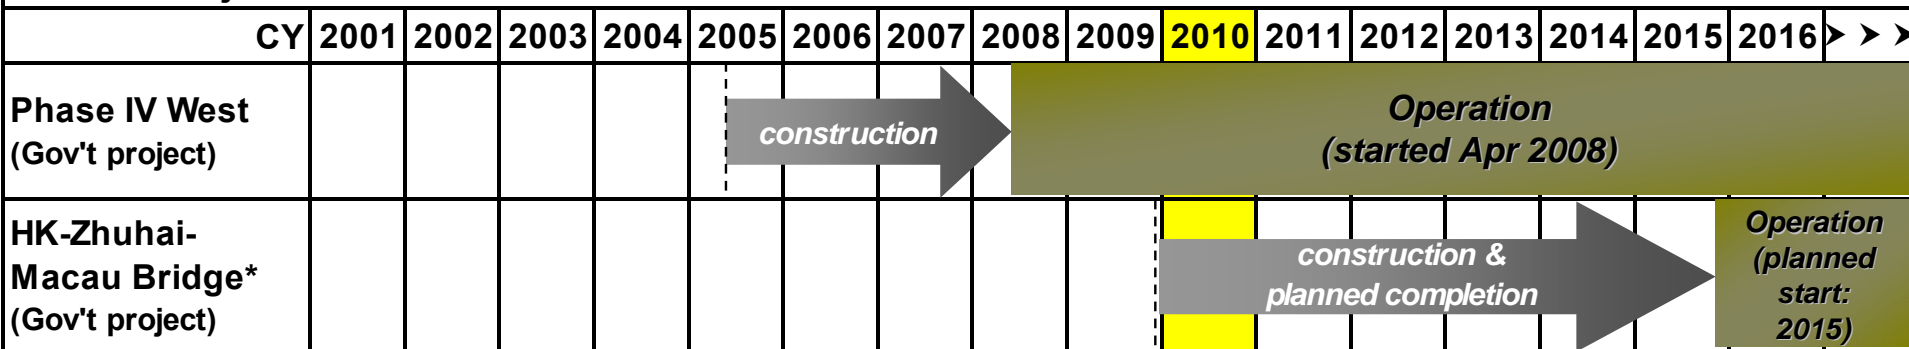 CY 2001 2002 2003 2004 2005 2006 2007 2008 2009 2010 2011 2012 2013 2014 2015 2016
Phase IV West
(Gov't project)
construction
Operation
(started Apr 2008)
HK-Zhuhai-
Macau Bridge*
(Gov't project)
construction &
planned completion
Operation
(planned
start:
2015)